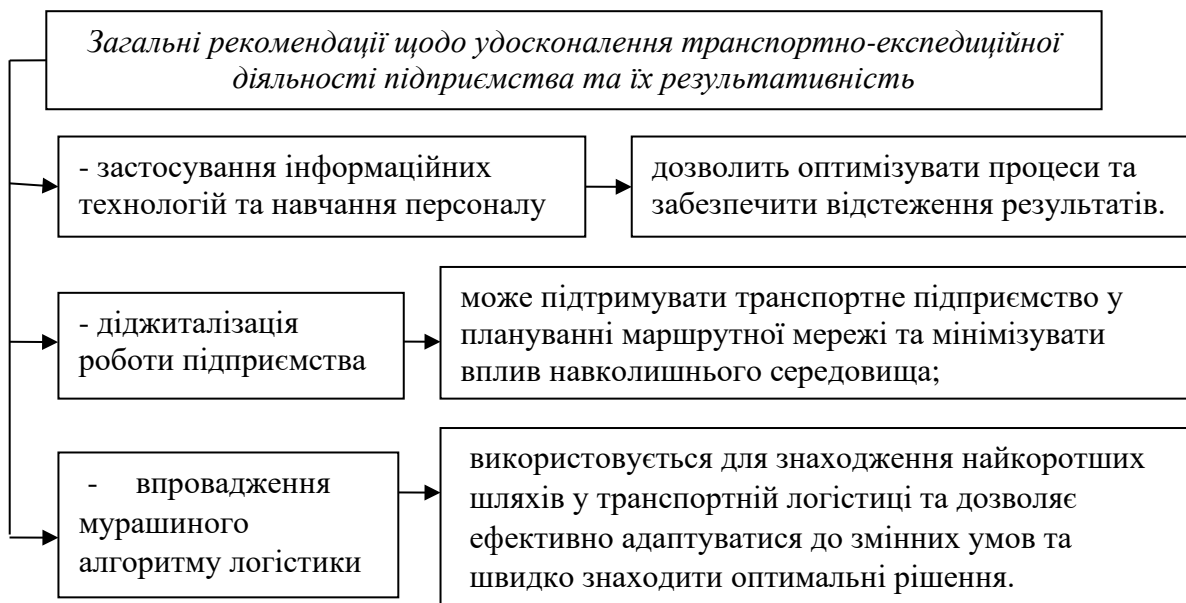 Загальні рекомендації щодо удосконалення транспортно-експедиційної
діяльності підприємства та їх результативність
- застосування інформаційних
технологій та навчання персоналу
дозволить оптимізувати процеси та
забезпечити відстеження результатів.
- діджиталізація
роботи підприємства
може підтримувати транспортне підприємство у
плануванні маршрутної мережі та мінімізувати
вплив навколишнього середовища;
- впровадження
мурашиного
алгоритму логістики
використовується для знаходження найкоротших
шляхів у транспортній логістиці та дозволяє
ефективно адаптуватися до змінних умов та
швидко знаходити оптимальні рішення.